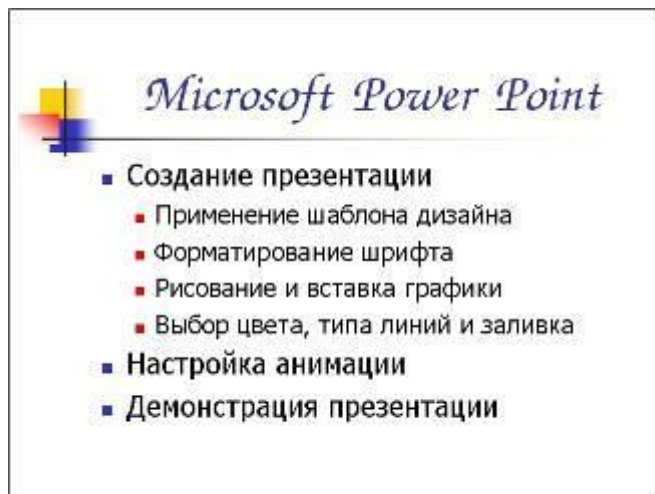 Microsoft Power Point
Создание презентации
Применение шаблона дизайна
Форматирование шрифта
Рисование и вставка графики
Выбор цвета, типа линий и заливка
Настройка анимации
Демонстрация презентации